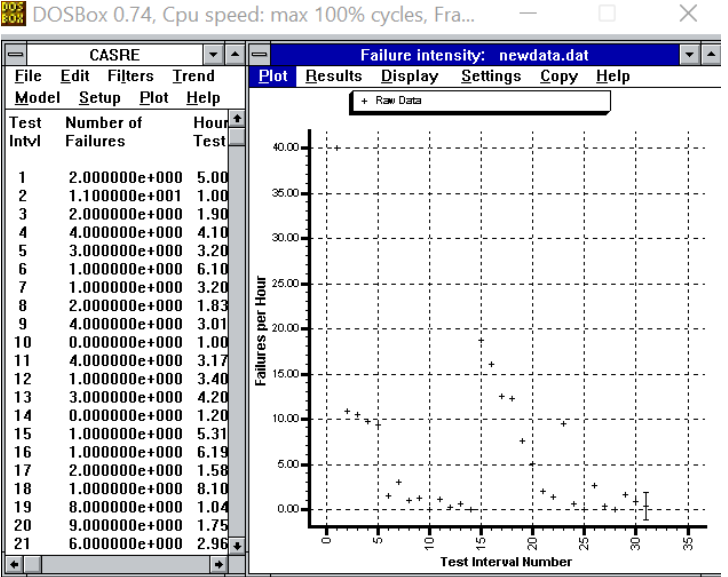 DOSBox 0.74, Cpu speed: max 100% cycles, Fra...
CASRE
File Edit Filters Trend
Model Setup Plot Help
Test Number of Hour
Intvl Failures Test
1 2.000000e+000 5.00
2 1.100000e+001 1.00
3 2.000000e+000 1.90
4 4.000000e+000 4.10
5 3.000000e+000 3.20
6 1.000000e+000 6.10
7 1.000000e+000 3.20
8 2.000000e+000 1.83
9 4.000000e+000 3.01
10 0.000000e+000 1.00
11 4.000000e+000 3.17
12 1.000000e+000 3.40
13 3.000000e+000 4.20
14 0.000000e+000 1.20
15 1.000000e+000 5.31
16 1.000000e+000 6.19
17 2.000000e+000 1.58
18 1.000000e+000 8.10
19 8.000000e+000 1.04
20 9.000000e+000 1.75
21 6.000000e+000 2.96
Failure intensity: newdata.dat
Plot Results Display Settings Copy Help
+ Raw Data
Failures per Hour
40.00
35.00
30.00
25.00
20.00
15.00
10.00
5.00
0.00
0 5 10 15 20 25 30 35
Test Interval Number